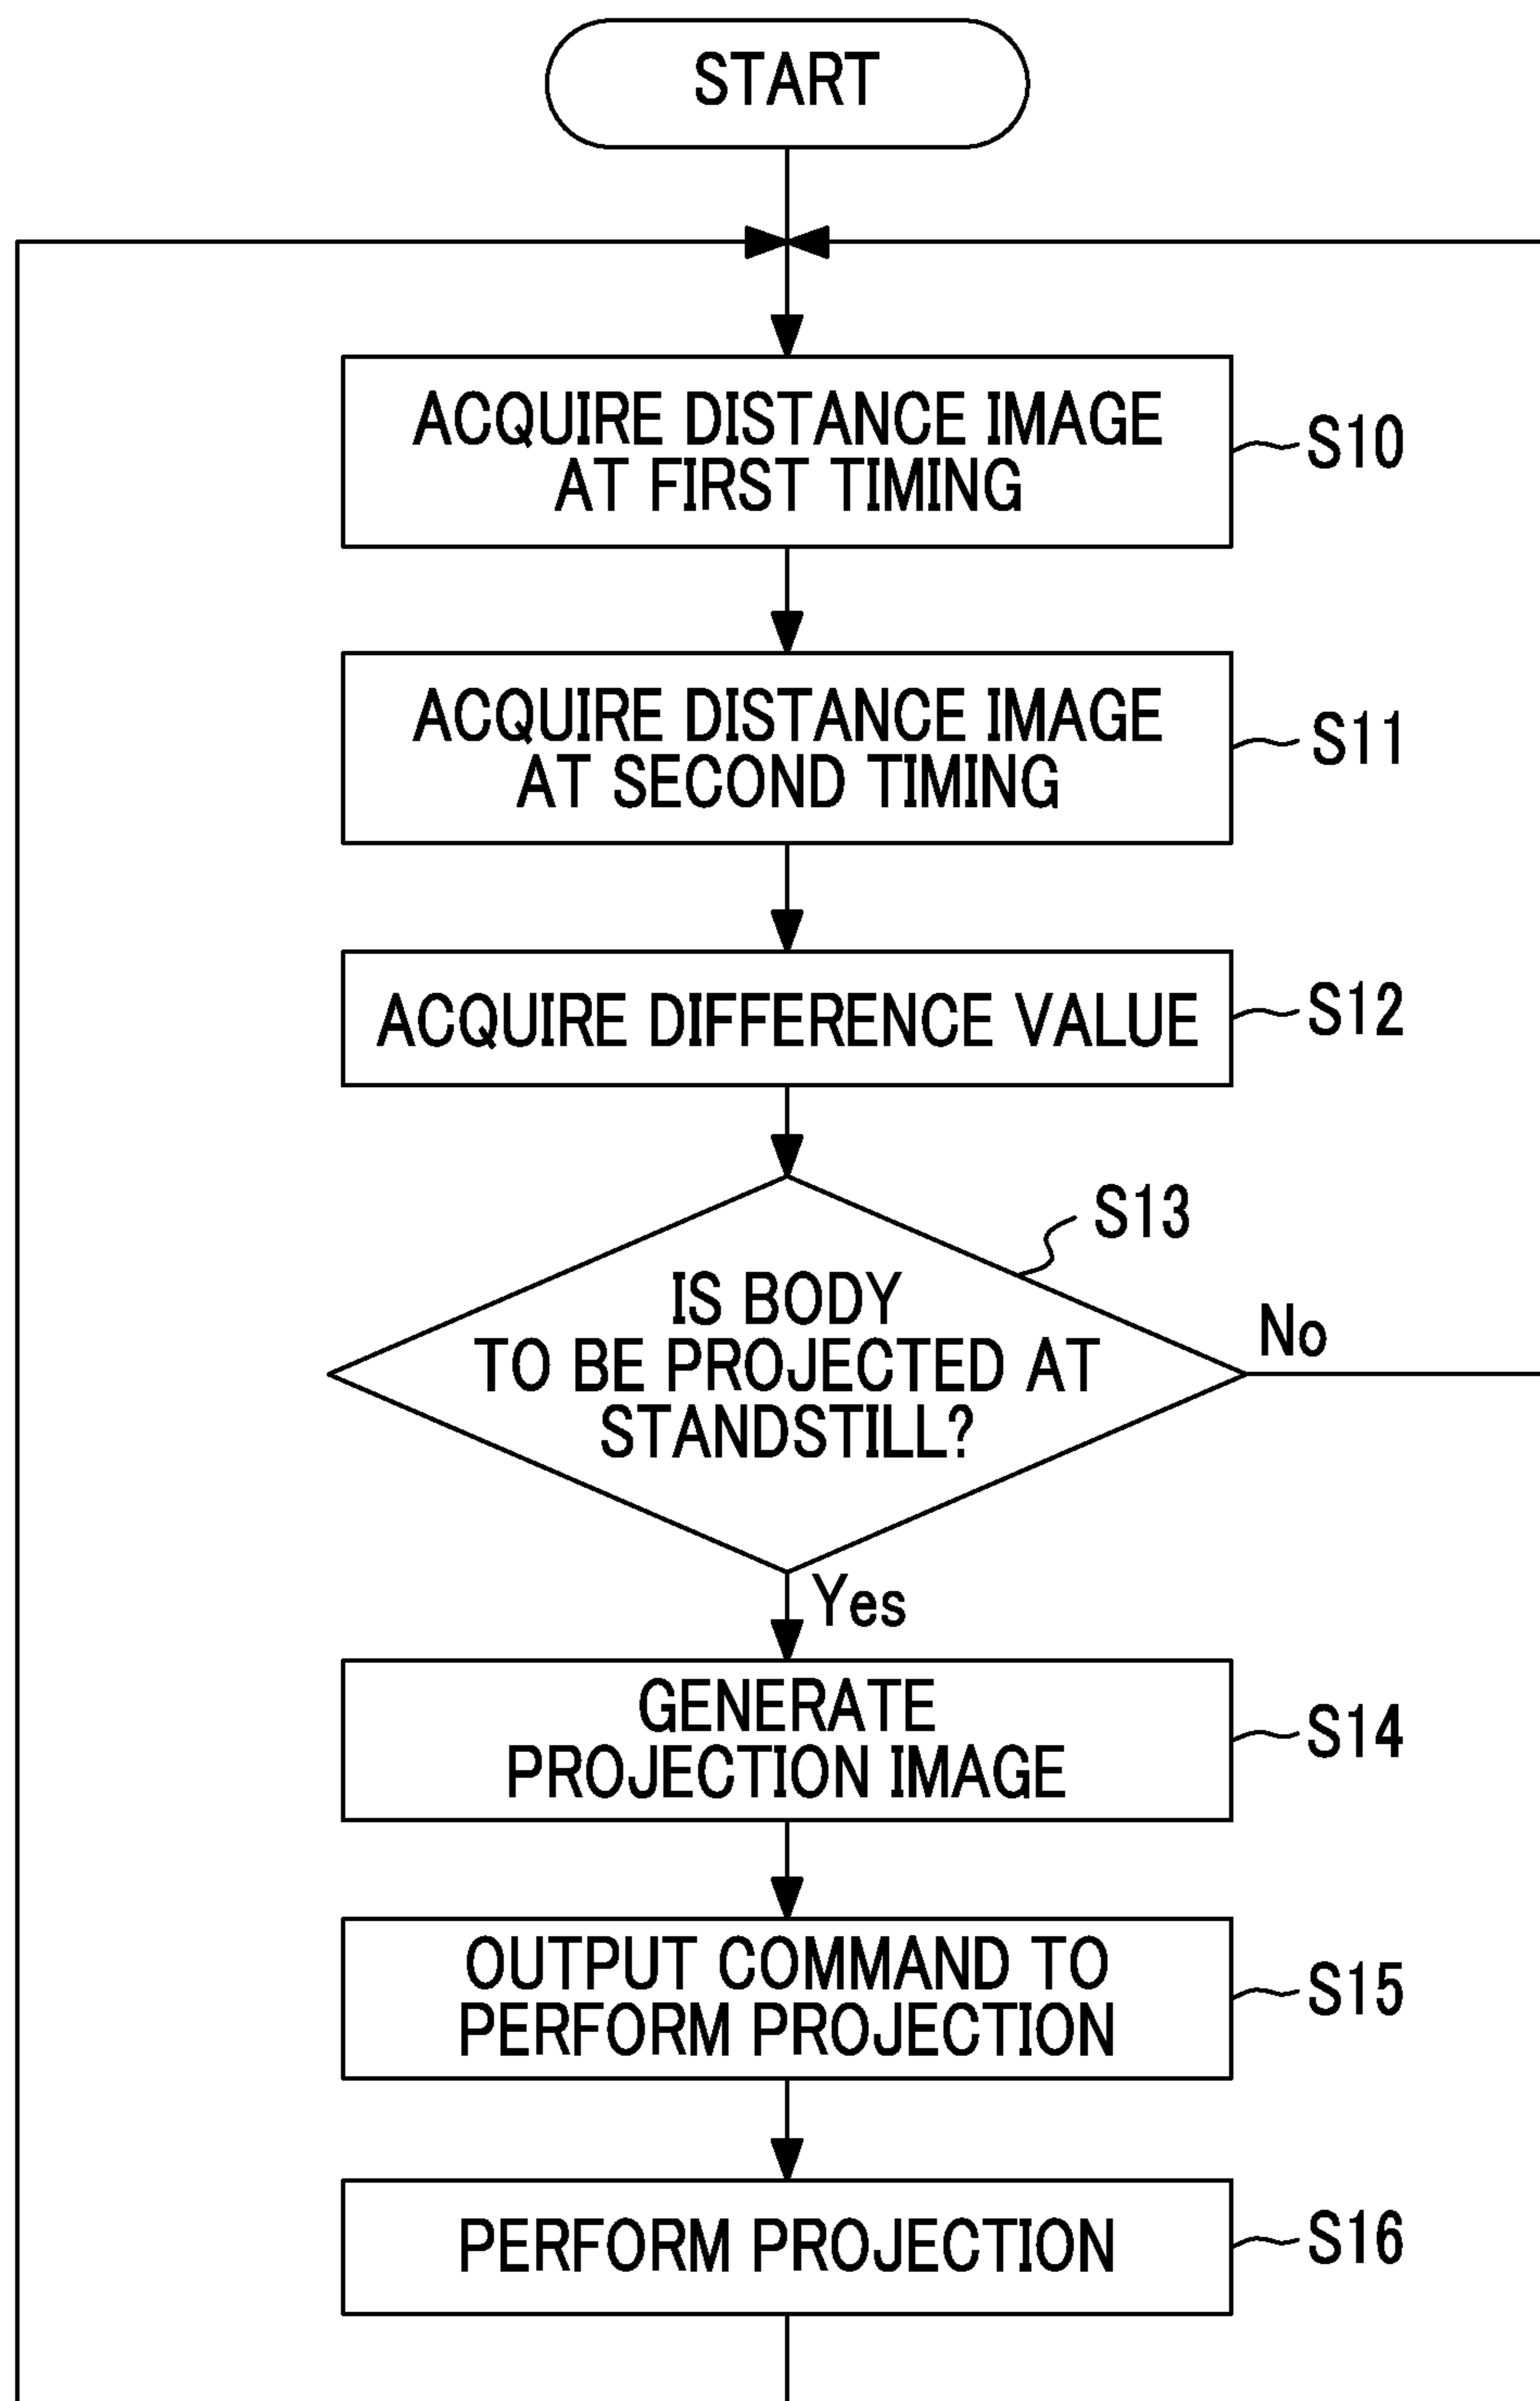 START
ACQUIRE DISTANCE IMAGE
AT FIRST TIMING
S10
ACQUIRE DISTANCE IMAGE
AT SECOND TIMING
S11
ACQUIRE DIFFERENCE VALUE
S12
S13
IS BODY
TO BE PROJECTED AT
STANDSTILL?
No
Yes
GENERATE
PROJECTION IMAGE
S14
OUTPUT COMMAND TO
PERFORM PROJECTION
S15
PERFORM PROJECTION
S16